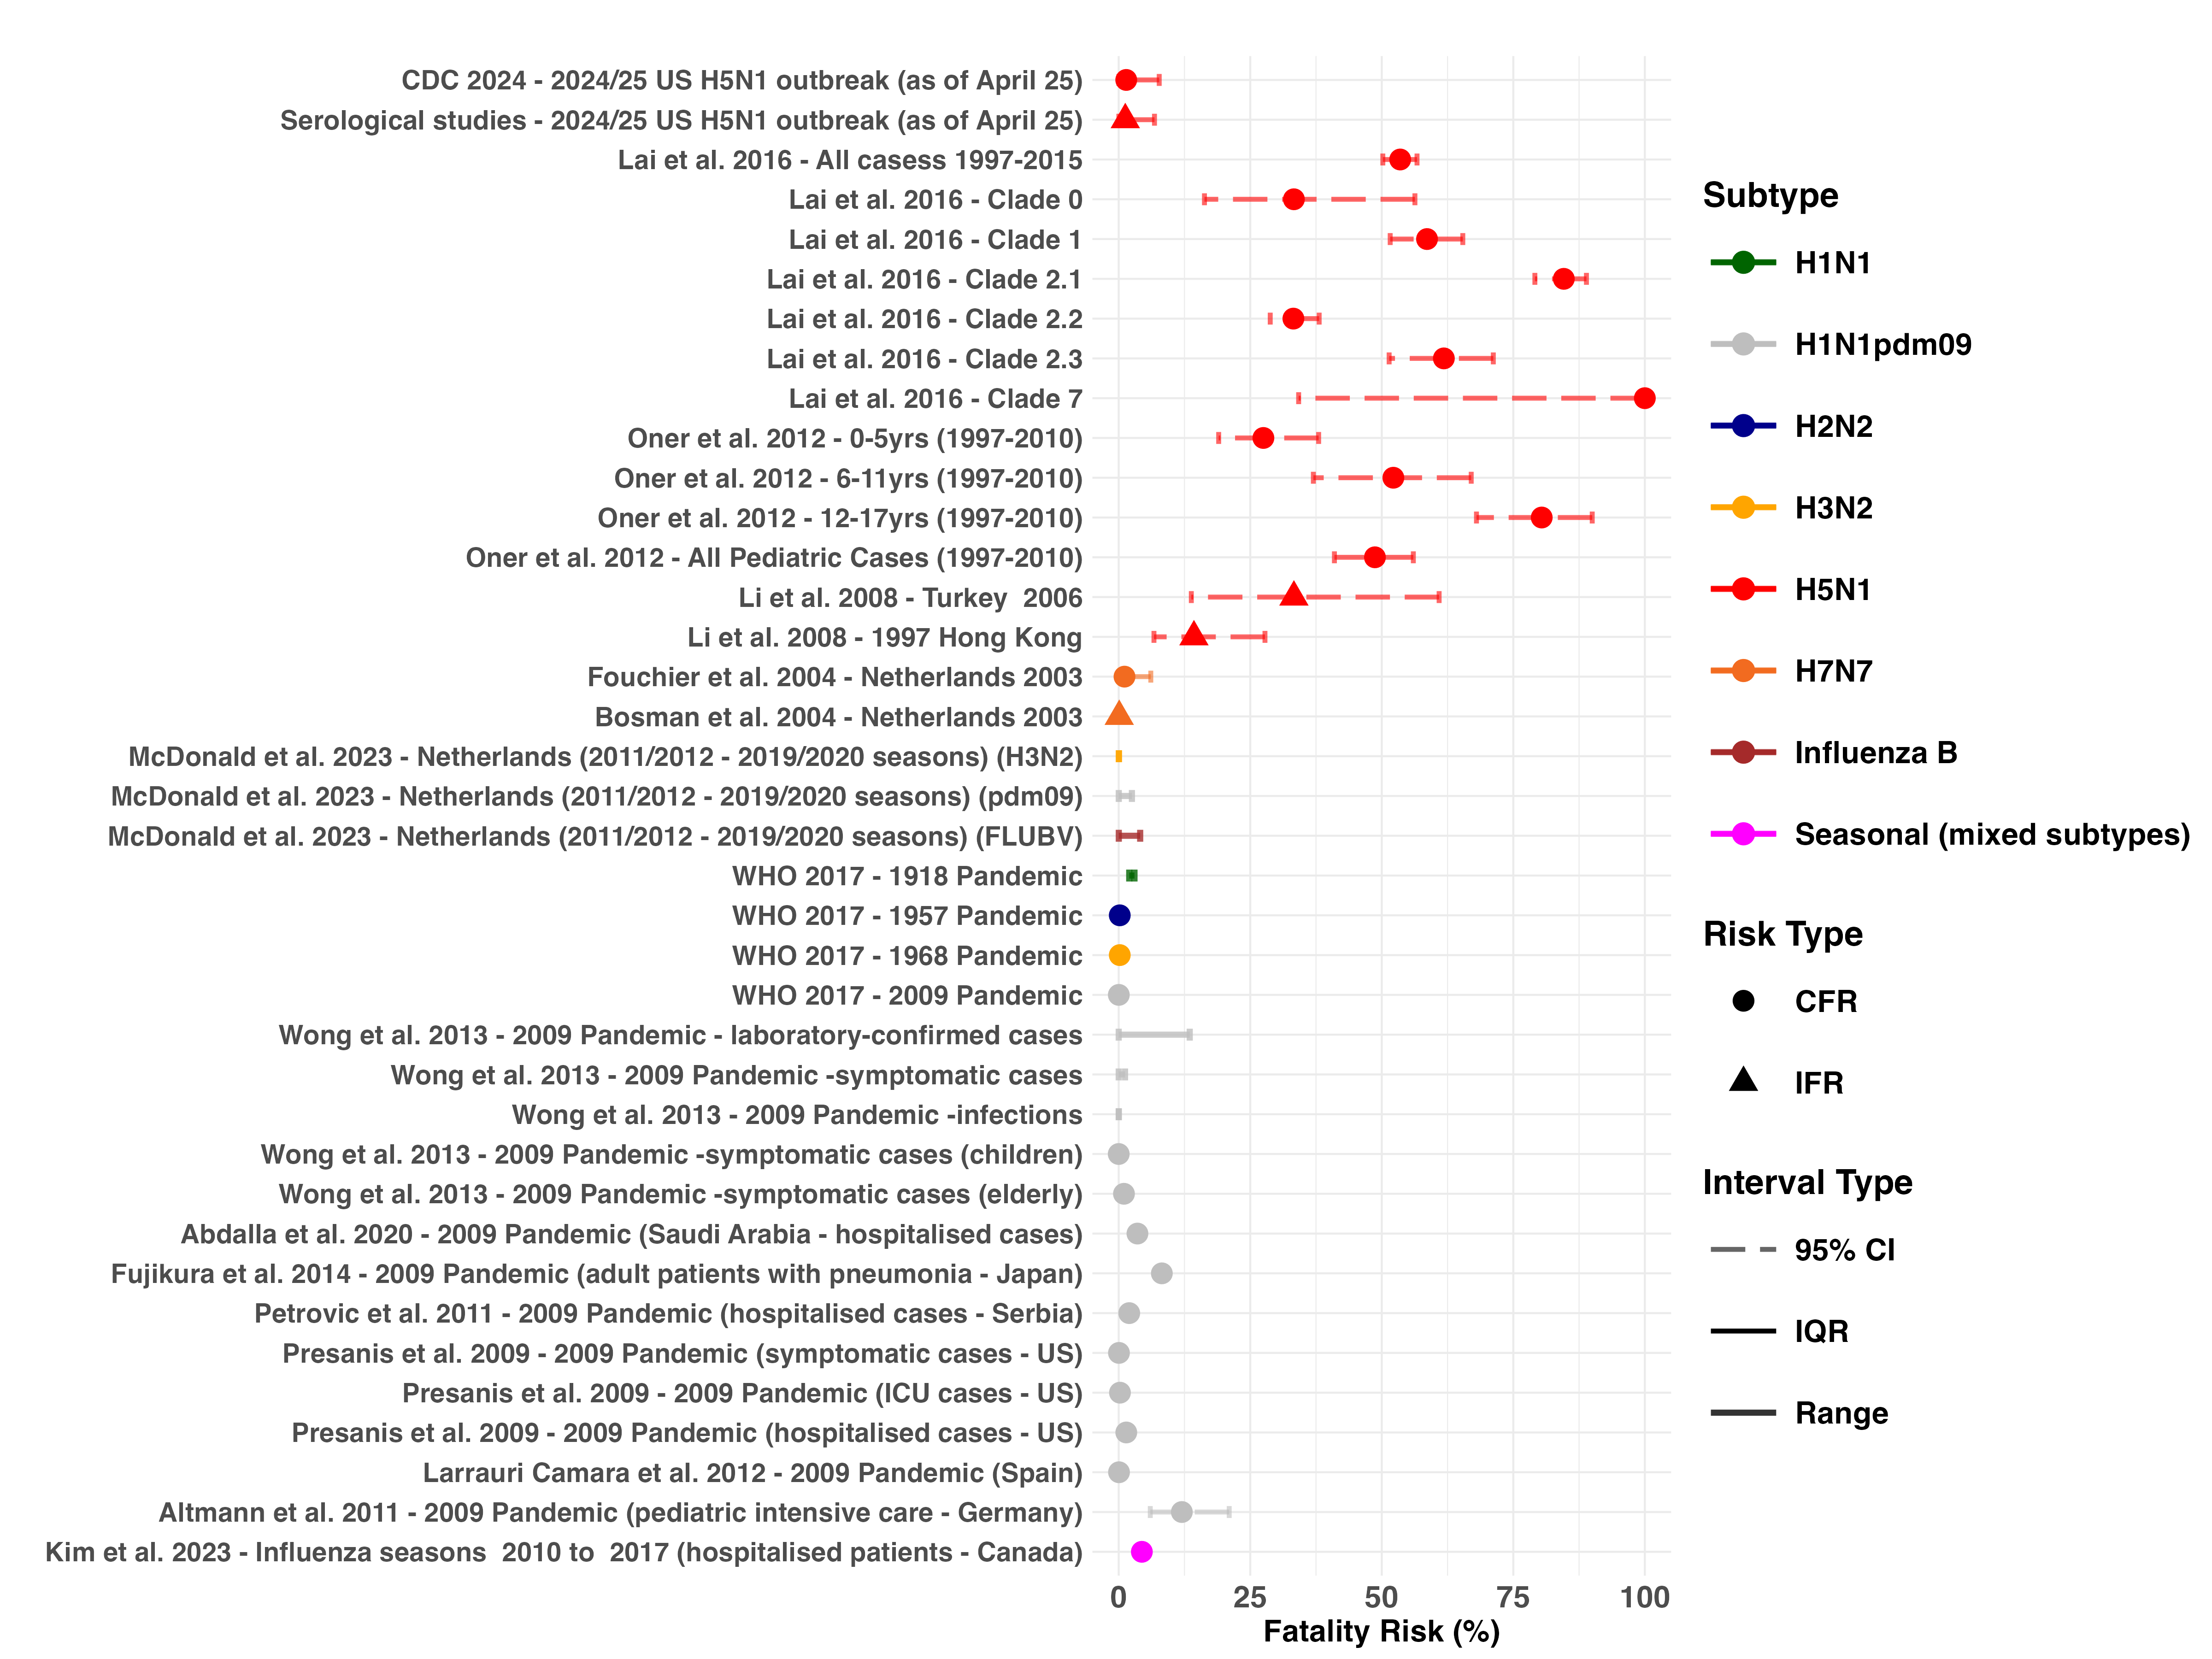 CDC 2024 - 2024/25 US H5N1 outbreak (as of April 25)
Serological studies - 2024/25 US H5N1 outbreak (as of April 25)
Lai et al. 2016 - All casess 1997-2015
Lai et al. 2016 - Clade 0
Lai et al. 2016 - Clade 1
Lai et al. 2016 - Clade 2.1
Lai et al. 2016 - Clade 2.2
Lai et al. 2016 - Clade 2.3
Lai et al. 2016 - Clade 7
Oner et al. 2012 - 0-5yrs (1997-2010)
Oner et al. 2012 - 6-11yrs (1997-2010)
Oner et al. 2012 - 12-17yrs (1997-2010)
Oner et al. 2012 - All Pediatric Cases (1997-2010)
Li et al. 2008 - Turkey  2006
Li et al. 2008 - 1997 Hong Kong
Fouchier et al. 2004 - Netherlands 2003
Bosman et al. 2004 - Netherlands 2003
McDonald et al. 2023 - Netherlands (2011/2012 - 2019/2020 seasons) (H3N2)
McDonald et al. 2023 - Netherlands (2011/2012 - 2019/2020 seasons) (pdm09)
McDonald et al. 2023 - Netherlands (2011/2012 - 2019/2020 seasons) (FLUBV)
WHO 2017 - 1918 Pandemic
WHO 2017 - 1957 Pandemic
WHO 2017 - 1968 Pandemic
WHO 2017 - 2009 Pandemic
Wong et al. 2013 - 2009 Pandemic - laboratory-confirmed cases
Wong et al. 2013 - 2009 Pandemic -symptomatic cases
Wong et al. 2013 - 2009 Pandemic -infections
Wong et al. 2013 - 2009 Pandemic -symptomatic cases (children)
Wong et al. 2013 - 2009 Pandemic -symptomatic cases (elderly)
Abdalla et al. 2020 - 2009 Pandemic (Saudi Arabia - hospitalised cases)
Fujikura et al. 2014 - 2009 Pandemic (adult patients with pneumonia - Japan)
Petrovic et al. 2011 - 2009 Pandemic (hospitalised cases - Serbia)
Presanis et al. 2009 - 2009 Pandemic (symptomatic cases - US)
Presanis et al. 2009 - 2009 Pandemic (ICU cases - US)
Presanis et al. 2009 - 2009 Pandemic (hospitalised cases - US)
Larrauri Camara et al. 2012 - 2009 Pandemic (Spain)
Altmann et al. 2011 - 2009 Pandemic (pediatric intensive care - Germany)
Kim et al. 2023 - Influenza seasons  2010 to  2017 (hospitalised patients - Canada)
0 25 50 75 100
Fatality Risk (%)
Subtype
H1N1
H1N1pdm09
H2N2
H3N2
H5N1
H7N7
Influenza B
Seasonal (mixed subtypes)
Risk Type
CFR
IFR
Interval Type
95% CI
IQR
Range